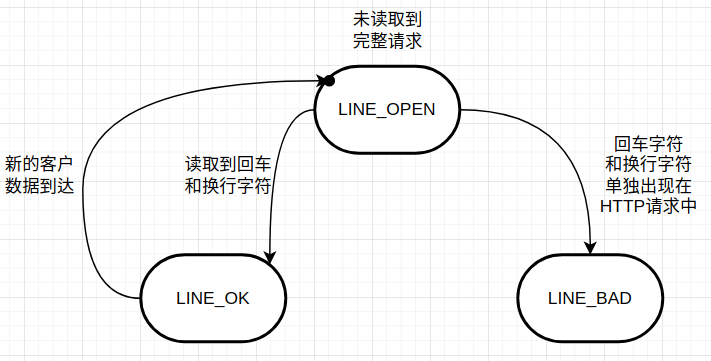 未读取到
完整请求
LINE_OPEN
新的客户
数据到达
读取到回车
和换行字符
回车字符
和换行字符
单独出现在
HTTP请求中
LINE_OK
LINE_BAD